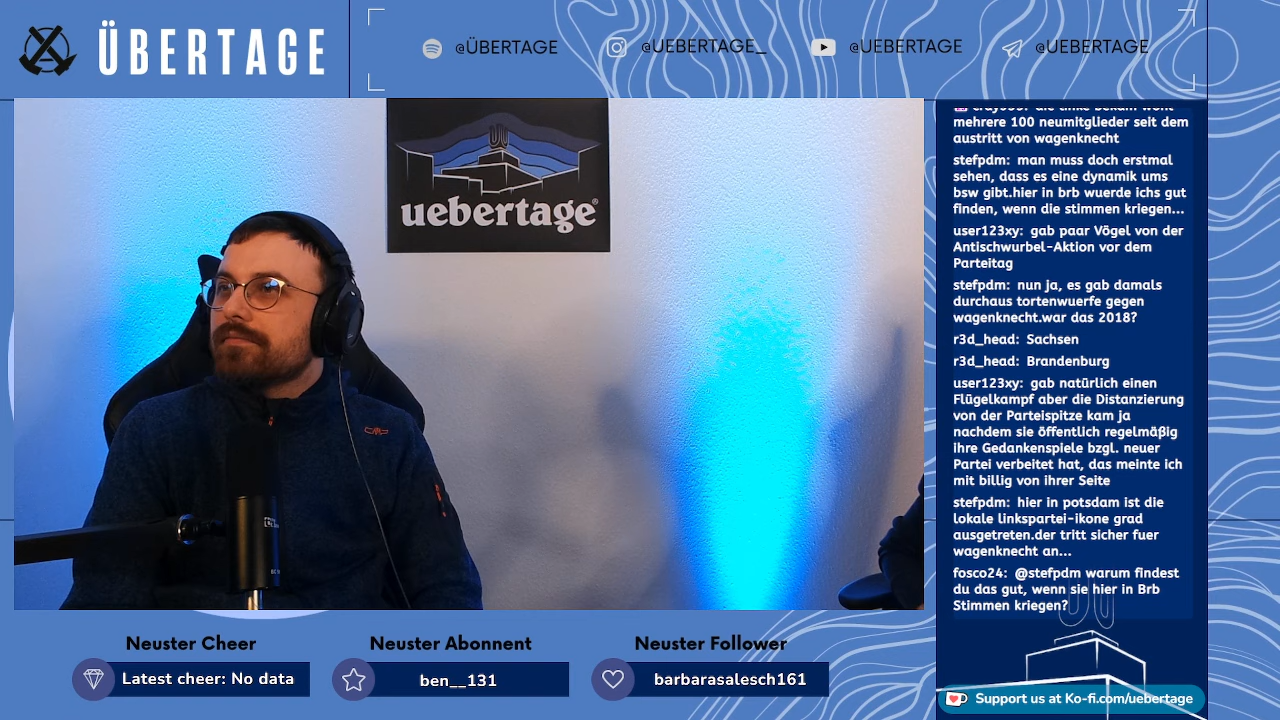 ÜBERTAGE
@ÜBERTAGE
@UEBERTAGE_
@UEBERTAGE
@UEBERTAGE
uebertage®
mehrere 100 neumitglieder seit dem
austritt von wagenknecht
stefpdm: man muss doch erstmal
sehen, dass es eine dynamik ums
bsw gibt.hier in brb wuerde ichs gut
finden, wenn die stimmen kriegen...
user123xy: gab paar Vögel von der
Antischwurbel-Aktion vor dem
Parteitag
stefpdm: nun ja, es gab damals
durchaus tortenwuerfe gegen
wagenknecht.war das 2018?
r3d_head: Sachsen
r3d_head: Brandenburg
user123xy: gab natürlich einen
Flügelkampf aber die Distanzierung
von der Parteispitze kam ja
nachdem sie öffentlich regelmäßig
ihre Gedankenspiele bzgl. neuer
Partei verbeitet hat, das meinte ich
mit billig von ihrer Seite
stefpdm: hier in potsdam ist die
lokale linkspartei-ikone grad
ausgetreten.der tritt sicher fuer
wagenknecht an...
fosco24: @stefpdm warum findest
du das gut, wenn sie hier in Brb
Stimmen kriegen?
Neuster Cheer
Latest cheer: No data
Neuster Abonnent
ben__131
Neuster Follower
barbarasalesch161
Support us at Ko-fi.com/uebertage